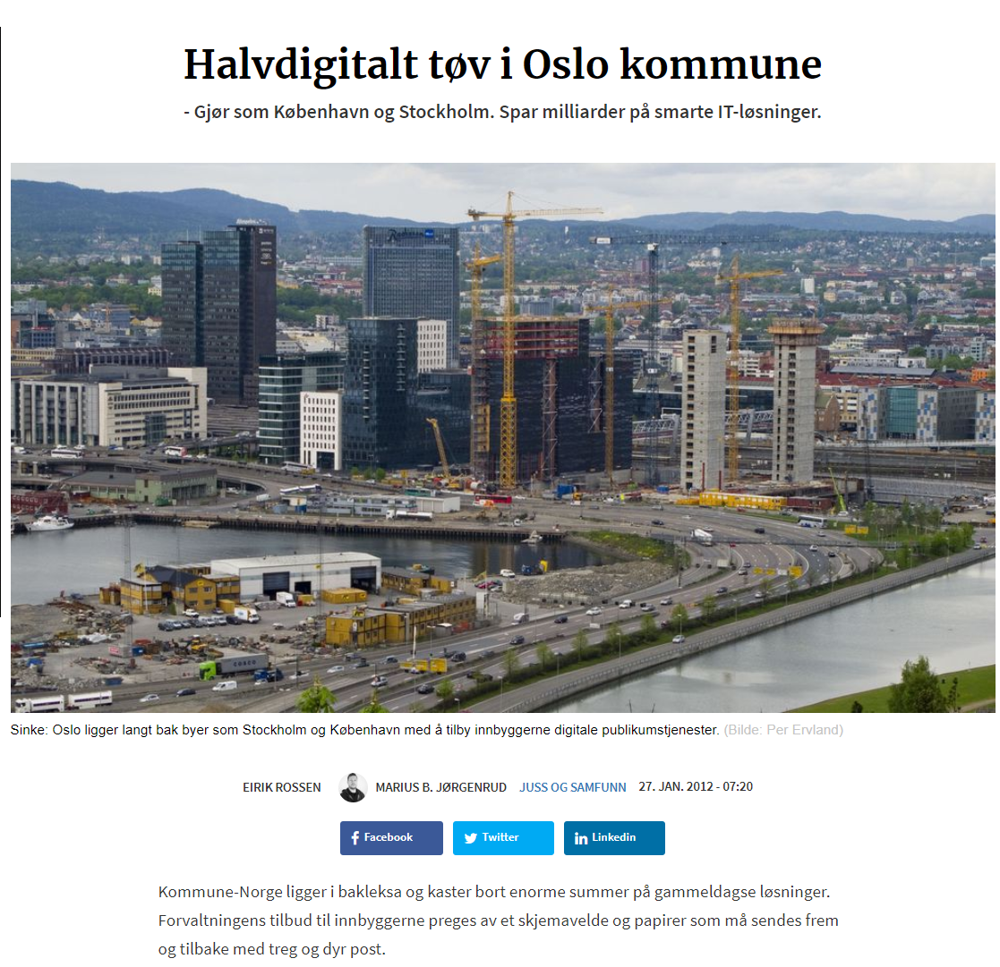 Halvdigitalt tøv i Oslo kommune
- Gjør som København og Stockholm. Spar milliarder på smarte IT-løsninger.
Radisson
Sinke: Oslo ligger langt bak byer som Stockholm og København med å tilby innbyggerne digitale publikumstjenester. (Bilde: Per Ervland)
EIRIK ROSSEN MARIUS B. JØRGENRUD JUSS OG SAMFUNN 27. JAN. 2012 - 07:20
Facebook Twitter Linkedin
Kommune-Norge ligger i bakleksa og kaster bort enorme summer på gammeldagse løsninger.
Forvaltningens tilbud til innbyggerne preges av et skjemavelde og papirer som må sendes frem
og tilbake med treg og dyr post.